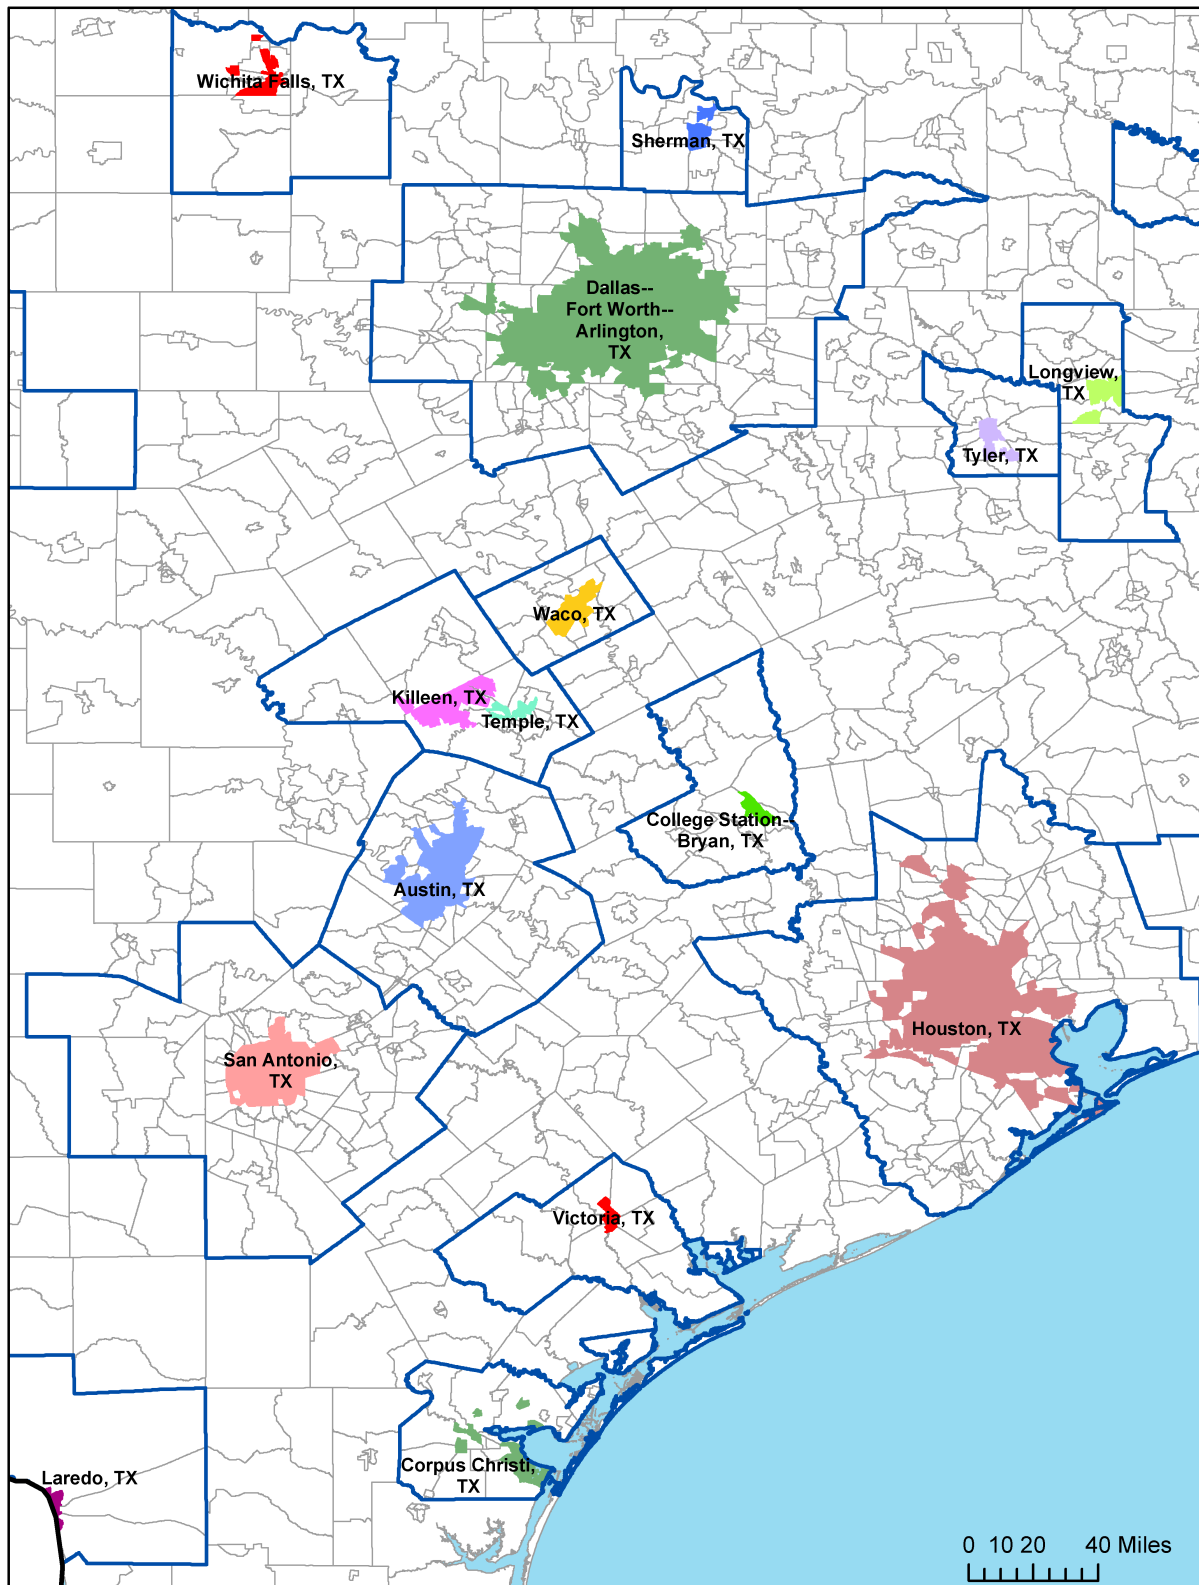 Wichita Falls, TX
Sherman, TX
Dallas--
Fort Worth--
Arlington,
TX
Longview,
TX
Tyler, TX
Waco, TX
Killeen, TX
Temple, TX
College Station--
Bryan, TX
Austin, TX
Houston, TX
San Antonio,
TX
Victoria, TX
Corpus Christi,
TX
Laredo, TX
0 10 20 40 Miles